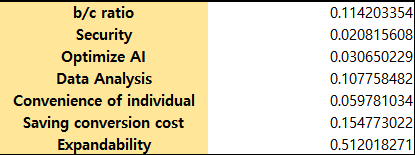 b/c ratio 0.114203354
Security 0.020815608
Optimize AI 0.030650229
Data Analysis 0.107758482
Convenience of individual 0.059781034
Saving conversion cost 0.154773022
Expandability 0.512018271